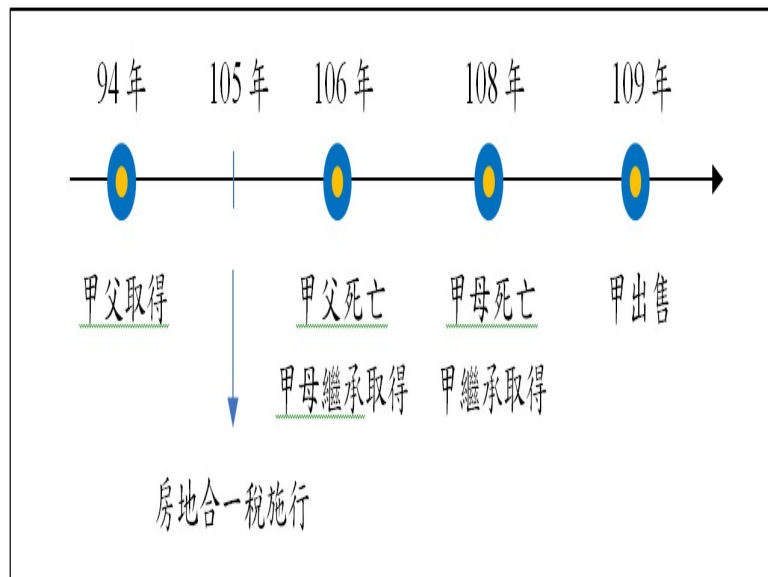 94年 105年 106年 108年 109年
甲父取得 甲父死亡 甲母死亡 甲出售
甲母繼承取得 甲繼承取得
房地合一稅施行